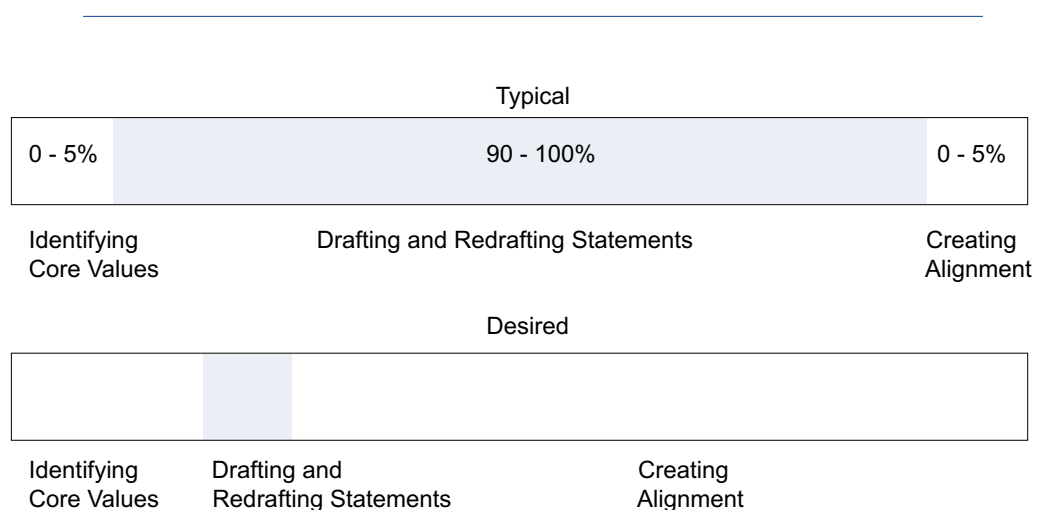 Typical
0 - 5% 90 - 100% 0 - 5%
Identifying Drafting and Redrafting Statements Creating
Core Values Alignment
Desired
Identifying Drafting and Creating
Core Values Redrafting Statements Alignment